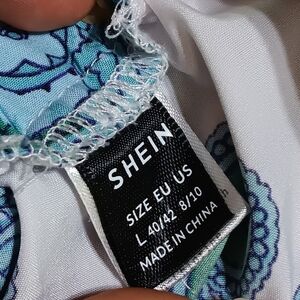 SHEIN
SIZE EU US
L 40/42 8/10
MADE IN CHINA